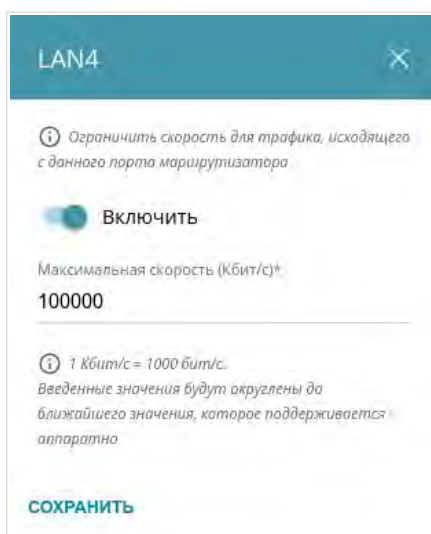 LAN4
Ограничить скорость для трафика, исходящего
с данного порта маршрутизатора
Включить
Максимальная скорость (Кбит/с)*
100000
1 Кбит/с = 1000 бит/с.
Введенные значения будут округлены до
ближайшего значения, которое поддерживается
аппаратно
СОХРАНИТЬ